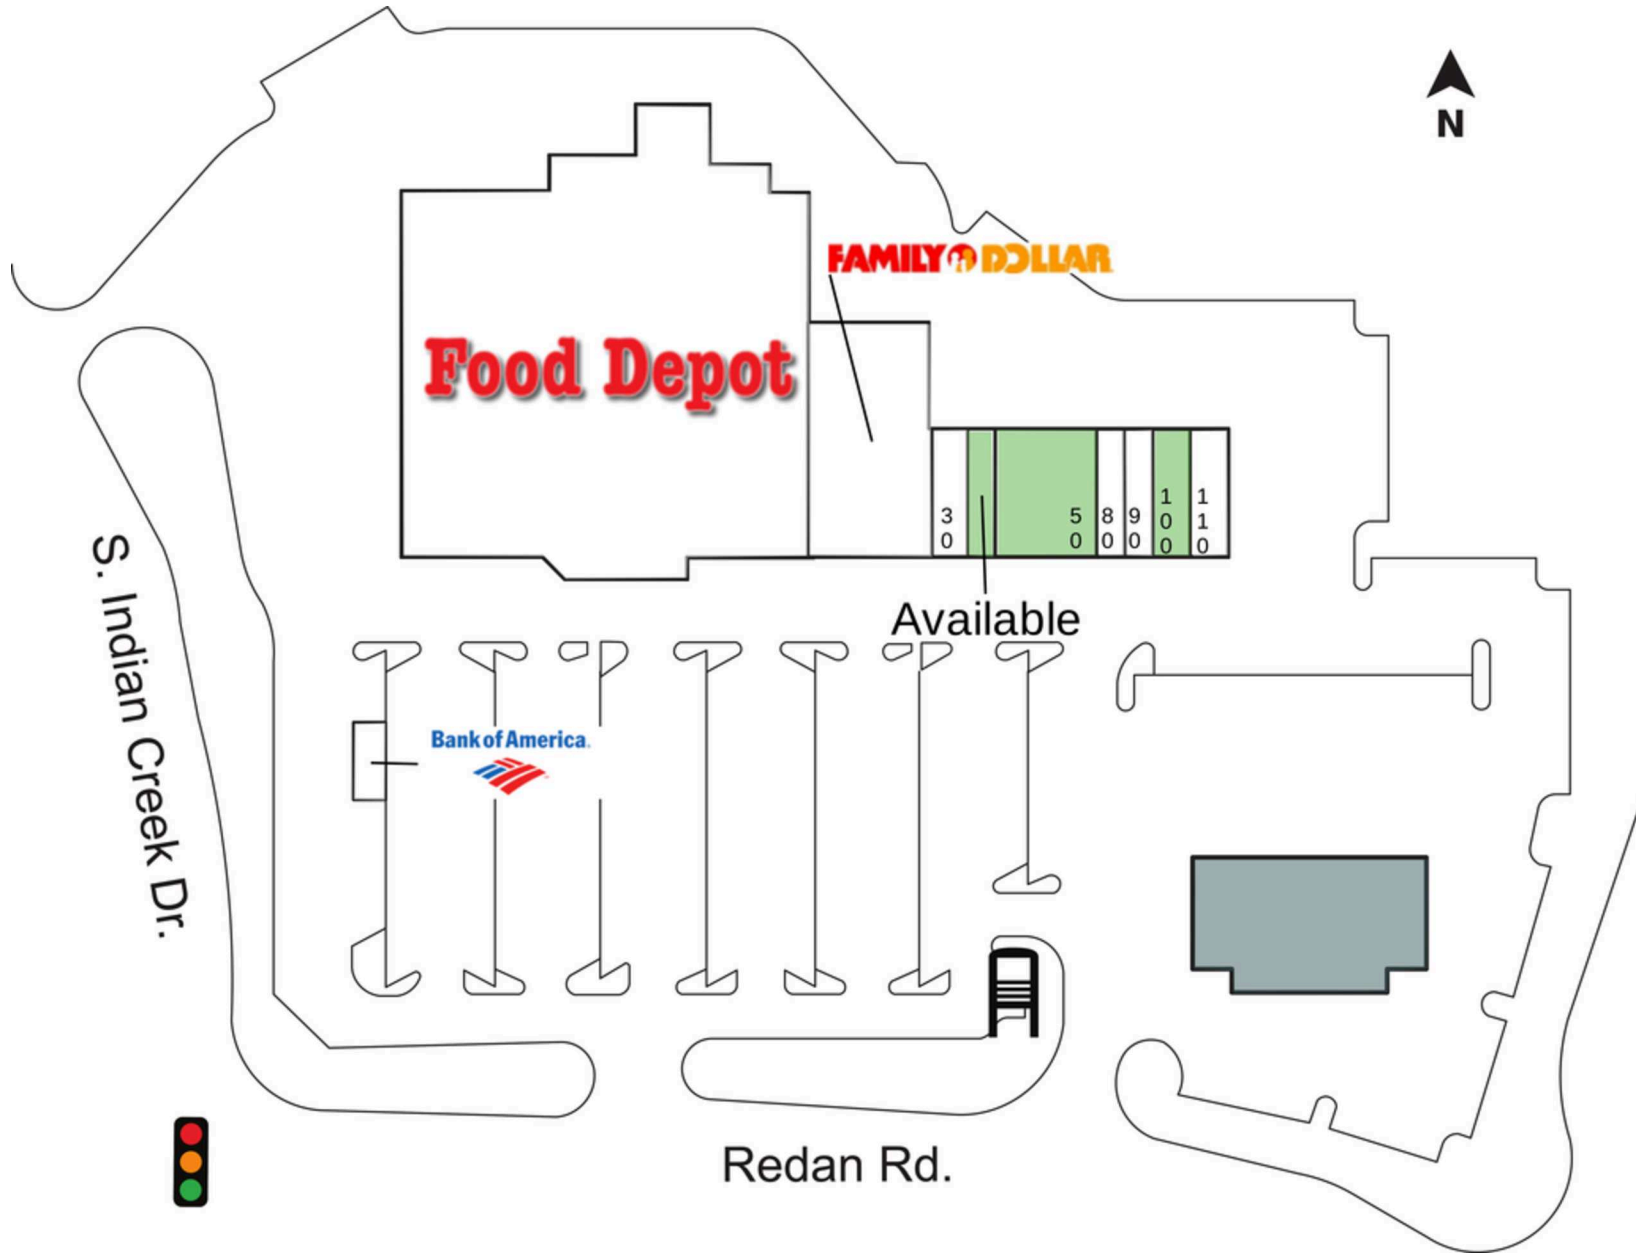 N
FAMILY DOLLAR
Food Depot
30
50
80
90
100
110
Available
S. Indian Creek Dr.
Bank of America.
Redan Rd.